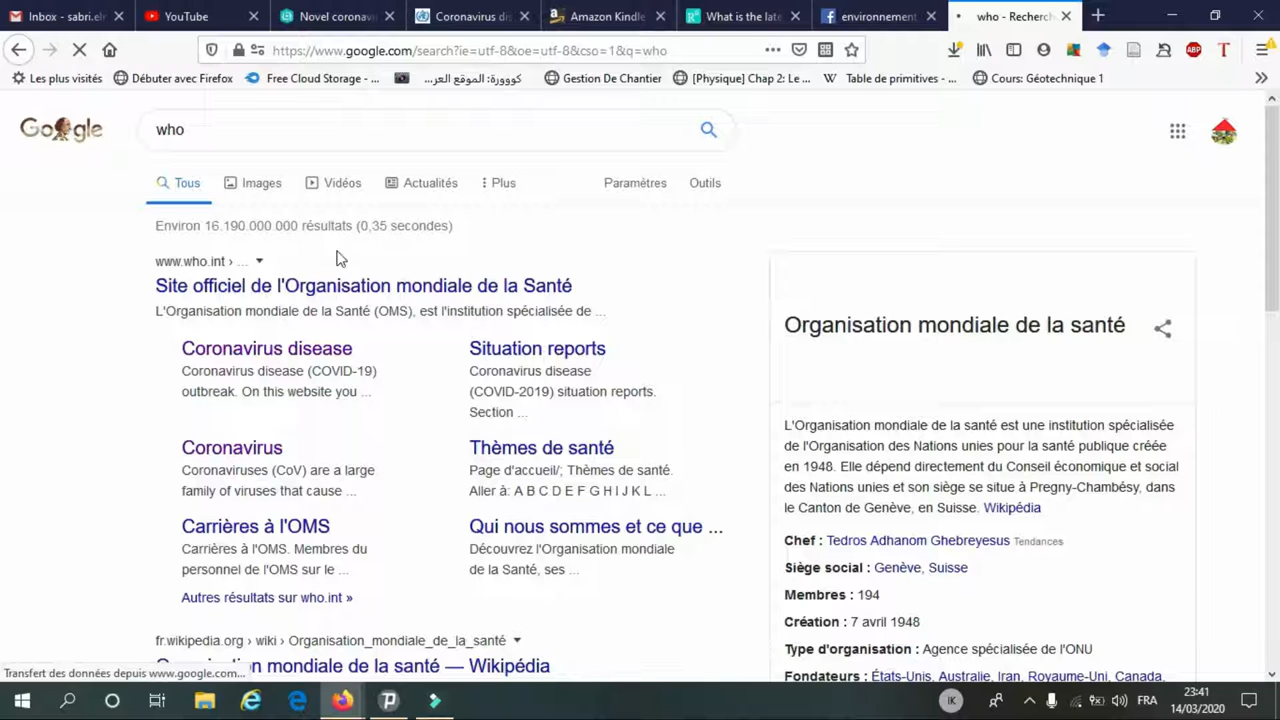 Inbox - sabri.el
YouTube
Novel coronavi
Coronavirus dis
Amazon Kindle
What is the late
environnement
who - Recherch
https://www.google.com/search?ie=utf-8&oe=utf-8&cso=1&q=who
Les plus visités
Débuter avec Firefox
Free Cloud Storage - ...
كووورة: الموقع العر...
Gestion De Chantier
[Physique] Chap 2: Le ...
Table de primitives - ...
Cours: Géotechnique 1
Google
who
Tous
Images
Vidéos
Actualités
Plus
Paramètres
Outils
Environ 16.190.000.000 résultats (0,35 secondes)
www.who.int › ...
Site officiel de l'Organisation mondiale de la Santé
L'Organisation mondiale de la Santé (OMS), est l'institution spécialisée de ...
Coronavirus disease
Coronavirus disease (COVID-19)
outbreak. On this website you ...
Situation reports
Coronavirus disease
(COVID-2019) situation reports.
Section ...
Coronavirus
Coronaviruses (CoV) are a large
family of viruses that cause ...
Thèmes de santé
Page d'accueil/; Thèmes de santé.
Aller à: A B C D E F G H I J K L ...
Carrières à l'OMS
Carrières à l'OMS. Membres du
personnel de l'OMS sur le ...
Qui nous sommes et ce que ...
Découvrez l'Organisation mondiale
de la Santé, ses ...
Autres résultats sur who.int »
fr.wikipedia.org › wiki › Organisation_mondiale_de_la_santé
Organisation mondiale de la santé — Wikipédia
Organisation mondiale de la santé
L'Organisation mondiale de la santé est une institution spécialisée
de l'Organisation des Nations unies pour la santé publique créée
en 1948. Elle dépend directement du Conseil économique et social
des Nations unies et son siège se situe à Pregny-Chambésy, dans
le Canton de Genève, en Suisse. Wikipédia
Chef : Tedros Adhanom Ghebreyesus Tendances
Siège social : Genève, Suisse
Membres : 194
Création : 7 avril 1948
Type d'organisation : Agence spécialisée de l'ONU
Fondateurs : États-Unis, Australie, Iran, Royaume-Uni, Canada,
Transfert des données depuis www.google.com...
IK
FRA
23:41
14/03/2020
ABP
T